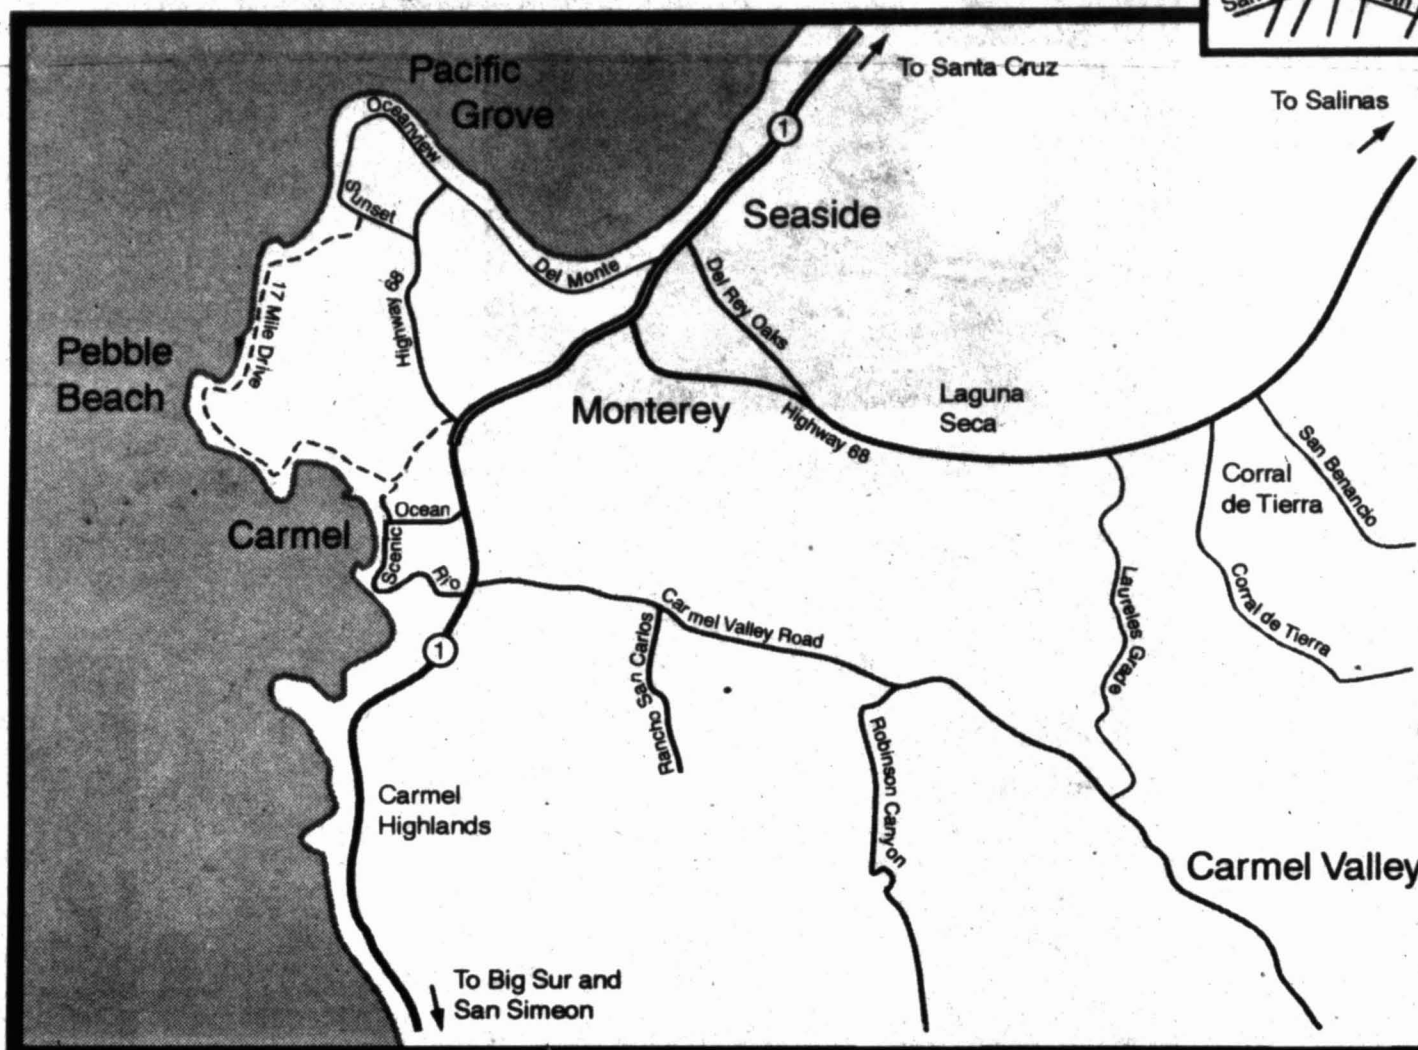 Pacific
Grove
To Santa Cruz
To Salinas
1
Oceanview
Sunset
Seaside
Del Monte
Del Rey Oaks
Highway 68
17 Mile Drive
Pebble
Beach
Monterey
Highway 68
Laguna
Seca
San Benancio
Corral
de Tierra
Ocean
Carmel
Scenic
Rio
Carmel Valley Road
Laureles Grade
Corral de Tierra
1
Rancho San Carlos
Robinson Canyon
Carmel
Highlands
Carmel Valley
To Big Sur and
San Simeon